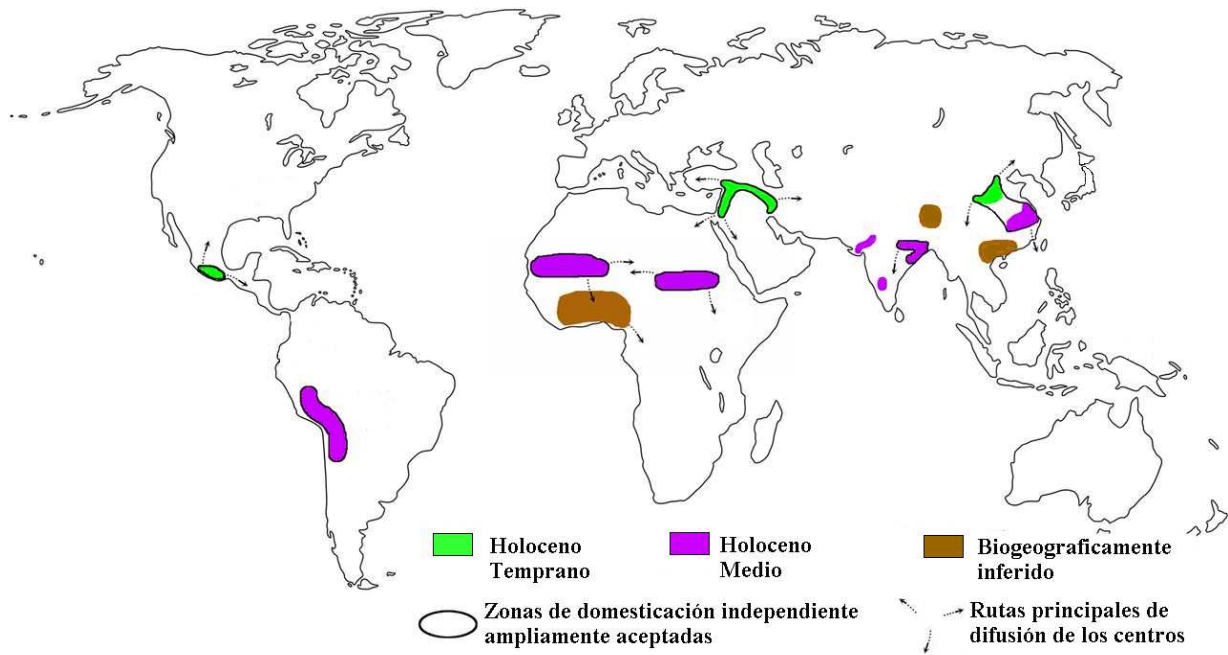 Holoceno
Temprano
Holoceno
Medio
Biogeograficamente
inferido
Zonas de domesticación independiente
ampliamente aceptadas
Rutas principales de
difusión de los centros